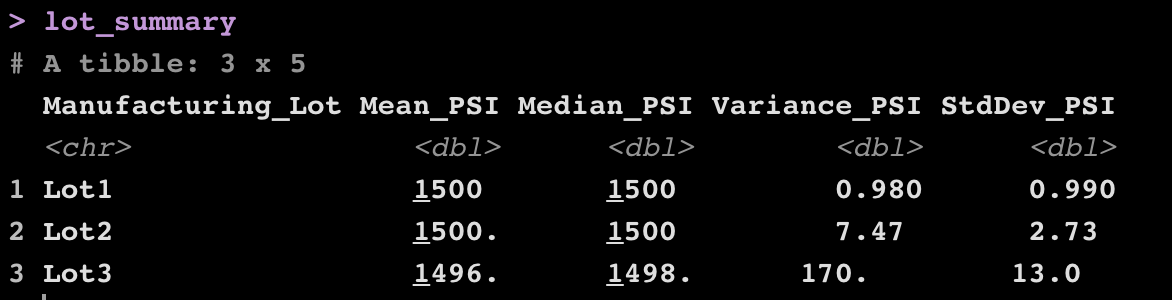 > lot_summary
# A tibble: 3 x 5
  Manufacturing_Lot Mean_PSI Median_PSI Variance_PSI StdDev_PSI
  <chr>                <dbl>      <dbl>        <dbl>      <dbl>
1 Lot1                 1500       1500         0.980      0.990
2 Lot2                 1500.      1500         7.47       2.73
3 Lot3                 1496.      1498.      170.        13.0